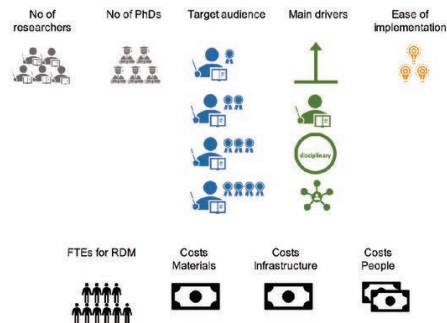 No of
researchers
No of PhDs
Target audience
Main drivers
Ease of
implementation
disciplinary
FTEs for RDM
Costs
Materials
Costs
Infrastructure
Costs
People